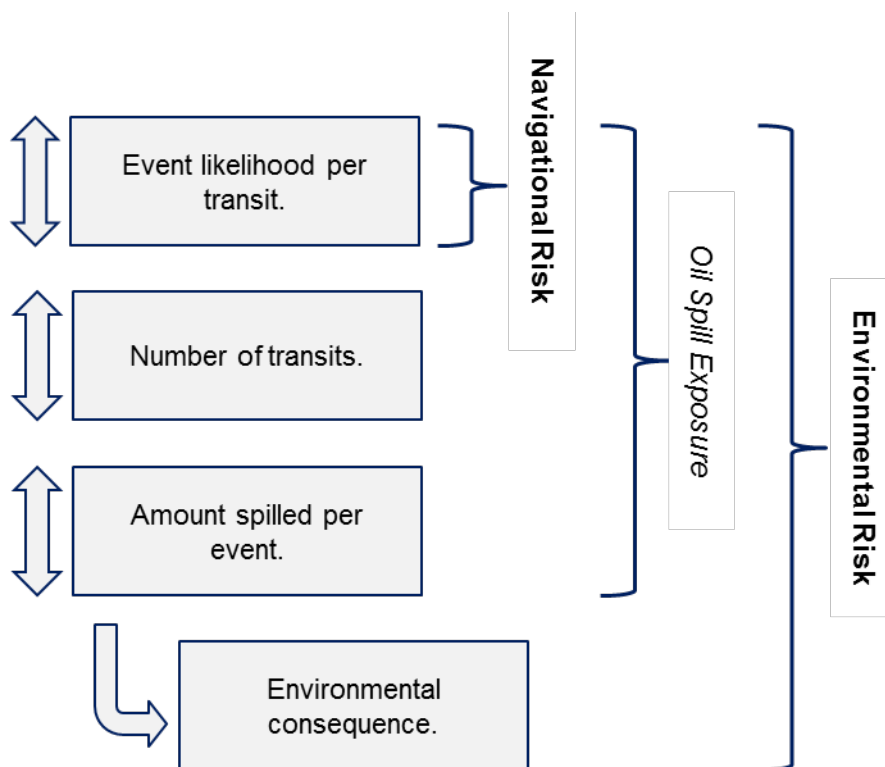 Event likelihood per
transit.
Number of transits.
Amount spilled per
event.
Environmental
consequence.
Navigational Risk
Oil Spill Exposure
Environmental Risk